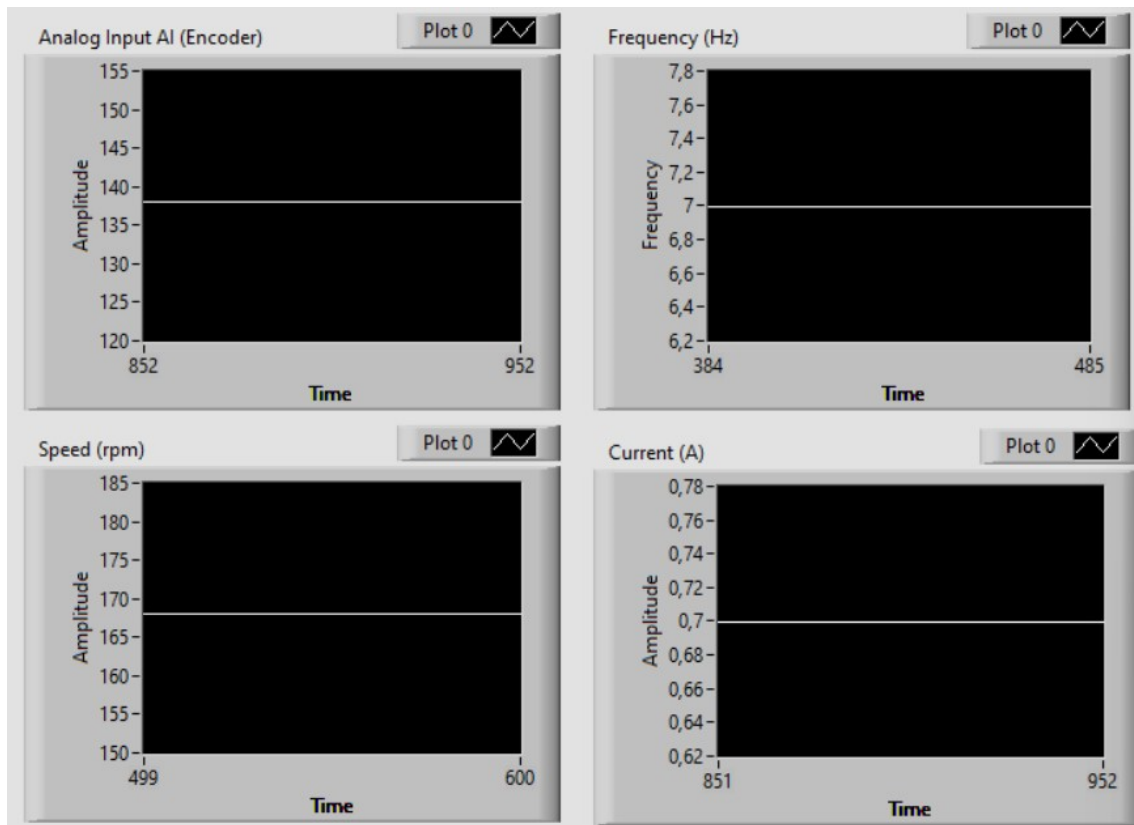 Analog Input AI (Encoder)
Plot 0
Amplitude
155
150
145
140
135
130
125
120
852
952
Time
Frequency (Hz)
Plot 0
Frequency
7,8
7,6
7,4
7,2
7
6,8
6,6
6,4
6,2
384
485
Time
Speed (rpm)
Plot 0
Amplitude
185
180
175
170
165
160
155
150
499
600
Time
Current (A)
Plot 0
Amplitude
0,78
0,76
0,74
0,72
0,7
0,68
0,66
0,64
0,62
851
952
Time